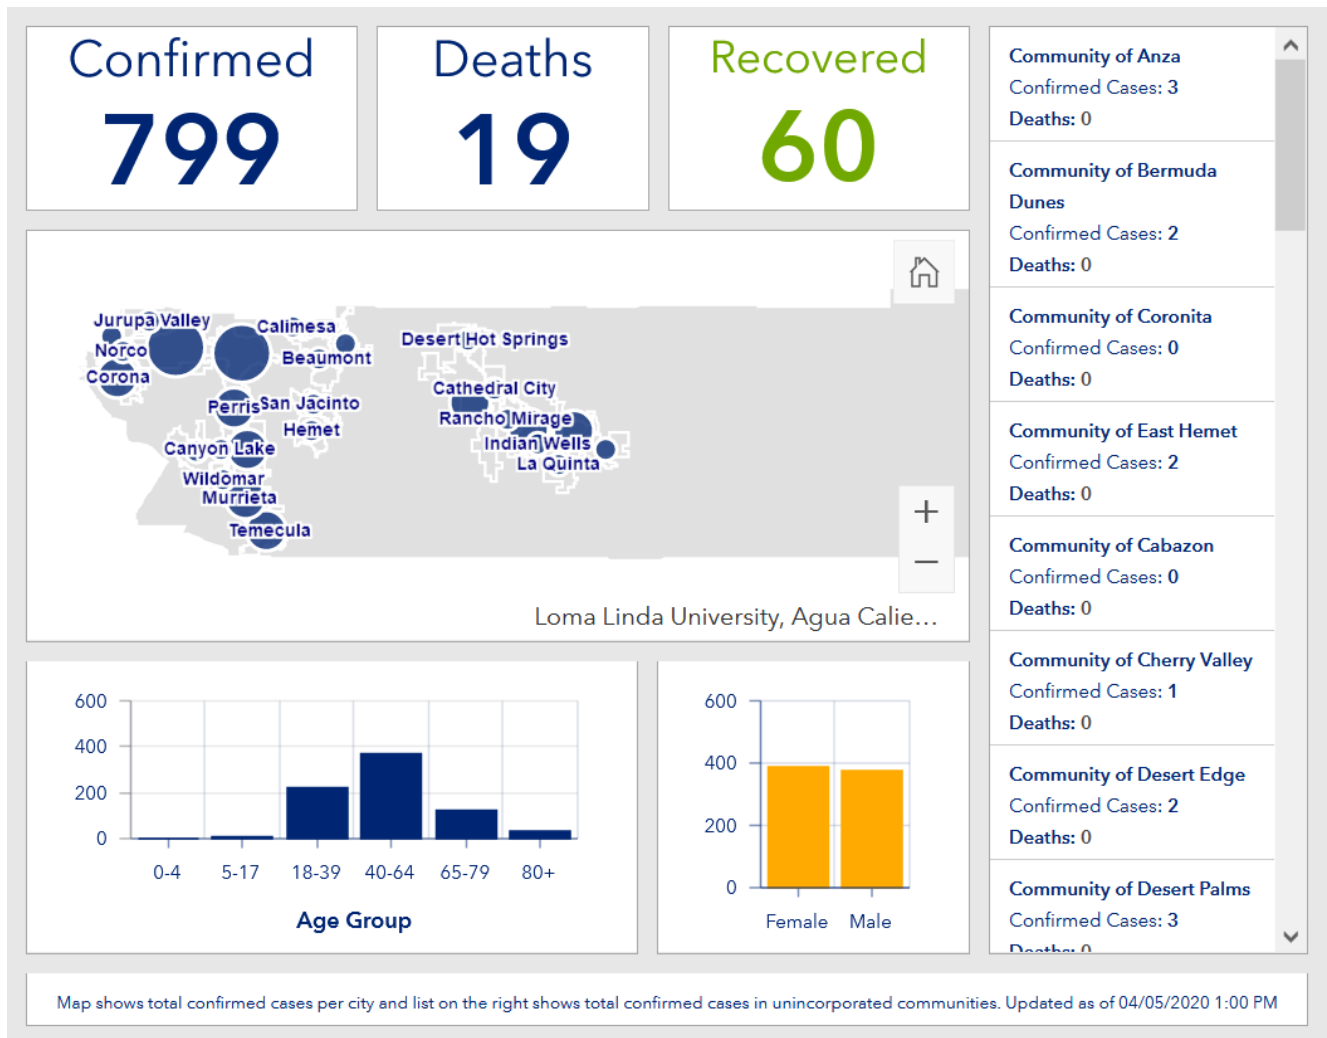 Confirmed
799
Deaths
19
Recovered
60
Jurupa Valley
Norco
Corona
Calimesa
Beaumont
Perris
San Jacinto
Hemet
Canyon Lake
Wildomar
Murrieta
Temecula
Desert Hot Springs
Cathedral City
Rancho Mirage
Indian Wells
La Quinta
+
−
Loma Linda University, Agua Calie...
600
400
200
0
0-4
5-17
18-39
40-64
65-79
80+
Age Group
600
400
200
0
Female
Male
Community of Anza
Confirmed Cases: 3
Deaths: 0
Community of Bermuda
Dunes
Confirmed Cases: 2
Deaths: 0
Community of Coronita
Confirmed Cases: 0
Deaths: 0
Community of East Hemet
Confirmed Cases: 2
Deaths: 0
Community of Cabazon
Confirmed Cases: 0
Deaths: 0
Community of Cherry Valley
Confirmed Cases: 1
Deaths: 0
Community of Desert Edge
Confirmed Cases: 2
Deaths: 0
Community of Desert Palms
Confirmed Cases: 3
Deaths: 0
Map shows total confirmed cases per city and list on the right shows total confirmed cases in unincorporated communities. Updated as of 04/05/2020 1:00 PM